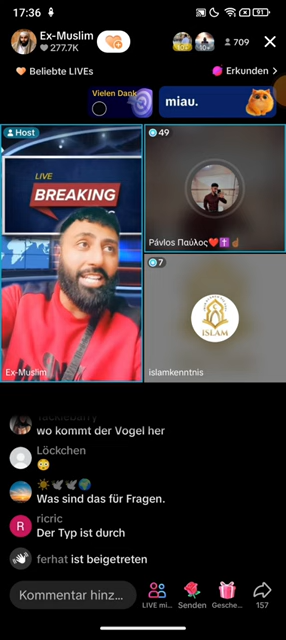 17:36
91
Ex-Muslim
277.7K
10+
709
Beliebte LIVEs
Erkunden
Vielen Dank
miau.
Host
49
LIVE
BREAKING
Pávlos Παύλος
7
iSLAM
Ex-Muslim
islamkenntnis
wo kommt der Vogel her
Löckchen
Was sind das für Fragen.
ricric
Der Typ ist durch
ferhat ist beigetreten
Kommentar hinz...
LIVE mi...
Senden
Gesche...
157